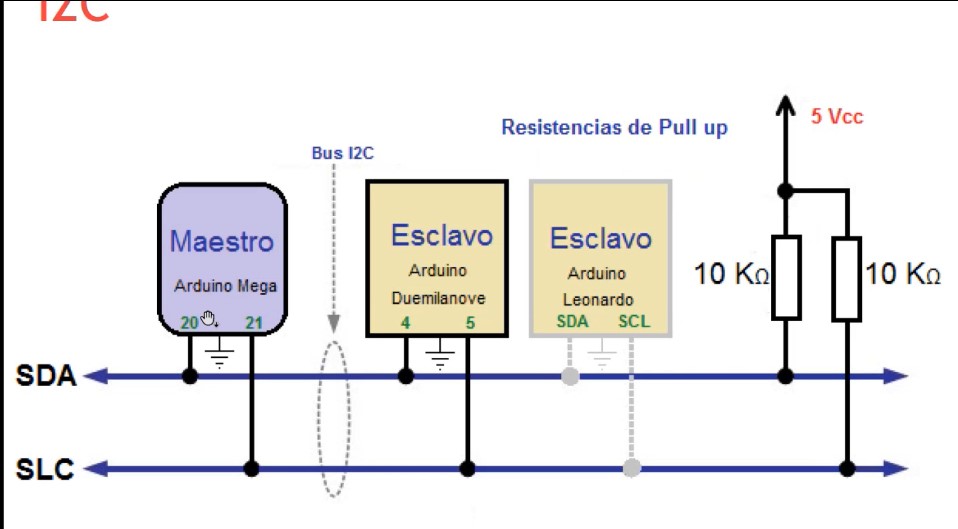 I2C
5 Vcc
Resistencias de Pull up
Bus I2C
Maestro
Arduino Mega
20 21
Esclavo
Arduino
Duemilanove
4 5
Esclavo
Arduino
Leonardo
SDA SCL
10 KΩ
10 KΩ
SDA
SLC